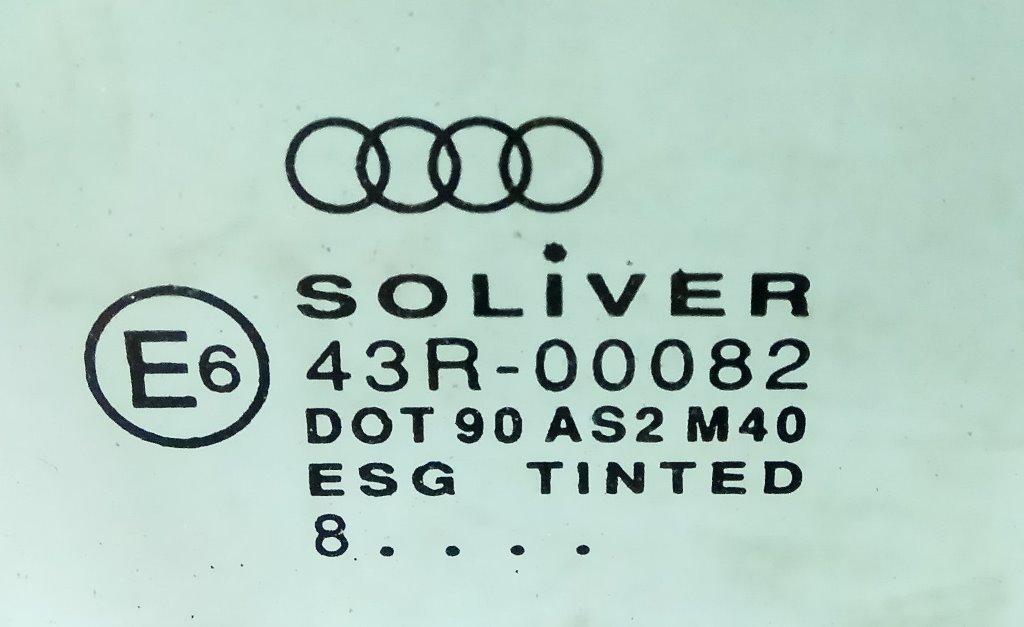 SOLiVER
E6
43R-00082
DOT 90 AS2 M40
ESG TINTED
8 . . . .